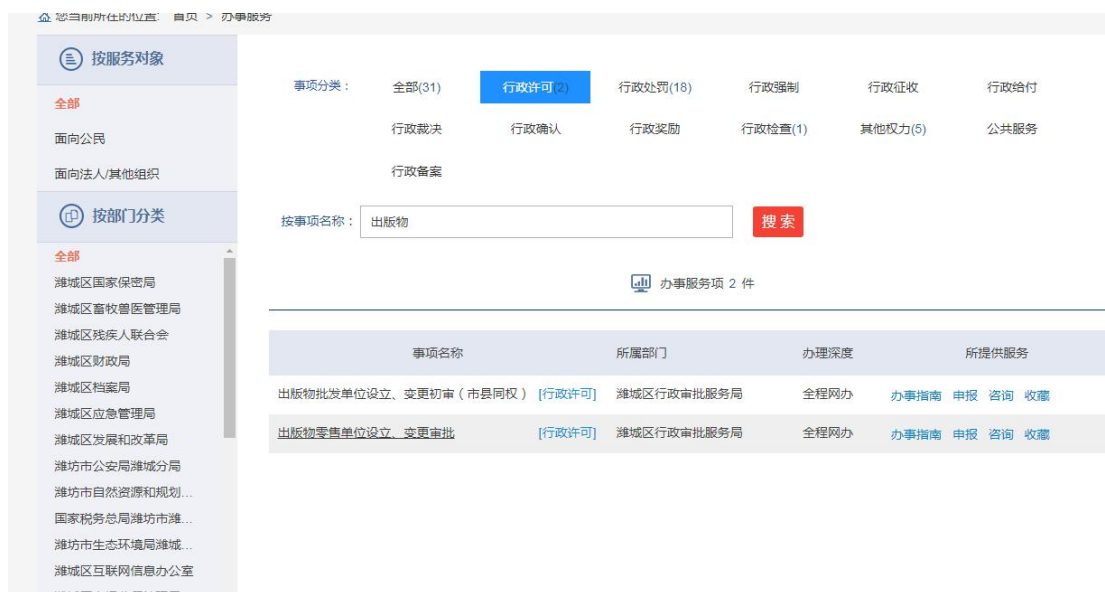 您当前所在的位置： 首页 > 办事服务
按服务对象
全部
面向公民
面向法人/其他组织
按部门分类
全部
潍城区国家保密局
潍城区畜牧兽医管理局
潍城区残疾人联合会
潍城区财政局
潍城区档案局
潍城区应急管理局
潍城区发展和改革局
潍坊市公安局潍城分局
潍坊市自然资源和规划...
国家税务总局潍坊市潍...
潍坊市生态环境局潍城...
潍城区互联网信息办公室
事项分类： 全部(31) 行政许可(2) 行政处罚(18) 行政强制 行政征收 行政给付
行政裁决 行政确认 行政奖励 行政检查(1) 其他权力(5) 公共服务
行政备案
按事项名称： 出版物 搜索
办事服务项 2 件
事项名称 所属部门 办理深度 所提供服务
出版物批发单位设立、变更初审（市县同权） [行政许可] 潍城区行政审批服务局 全程网办 办事指南 申报 咨询 收藏
出版物零售单位设立、变更审批 [行政许可] 潍城区行政审批服务局 全程网办 办事指南 申报 咨询 收藏